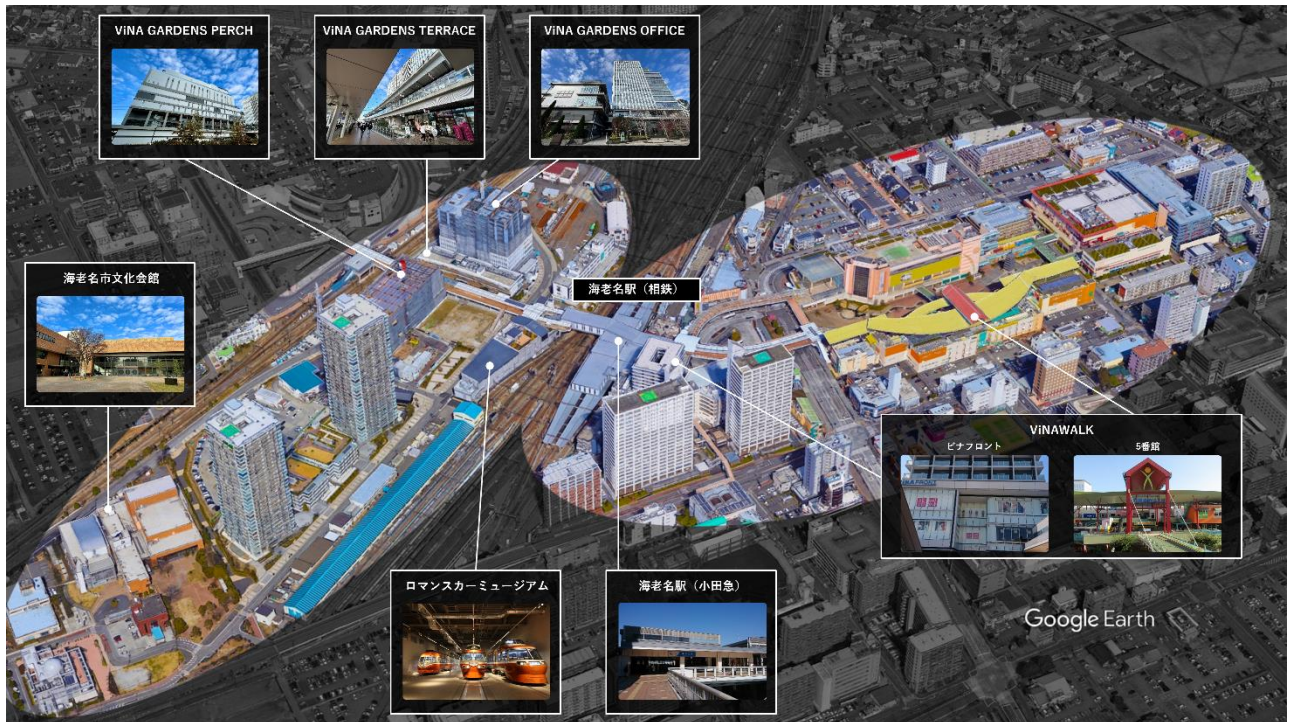 ViNA GARDENS PERCH
ViNA GARDENS TERRACE
ViNA GARDENS OFFICE
海老名市文化会館
海老名駅（相鉄）
ViNAWALK
ビナフロント
5番館
ロマンスカーミュージアム
海老名駅（小田急）
Google Earth